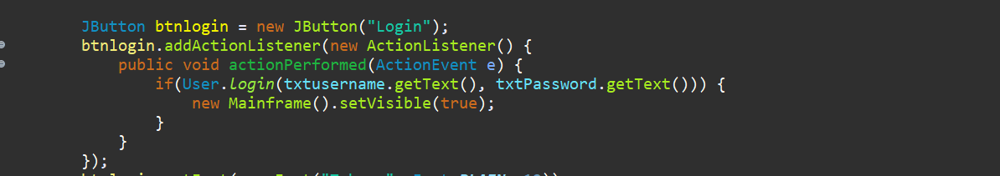 JButton btnlogin = new JButton("Login");
btnlogin.addActionListener(new ActionListener() {
public void actionPerformed(ActionEvent e) {
if(User.login(txtusername.getText(), txtPassword.getText())) {
new Mainframe().setVisible(true);
}
}
});